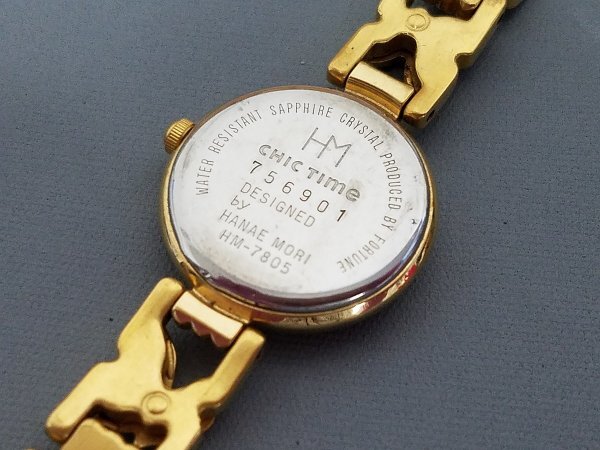 WATER RESISTANT SAPPHIRE CRYSTAL PRODUCED BY FORTUNE
HM
CHIC TIME
756901
DESIGNED
by
HANAE MORI
HM-7805